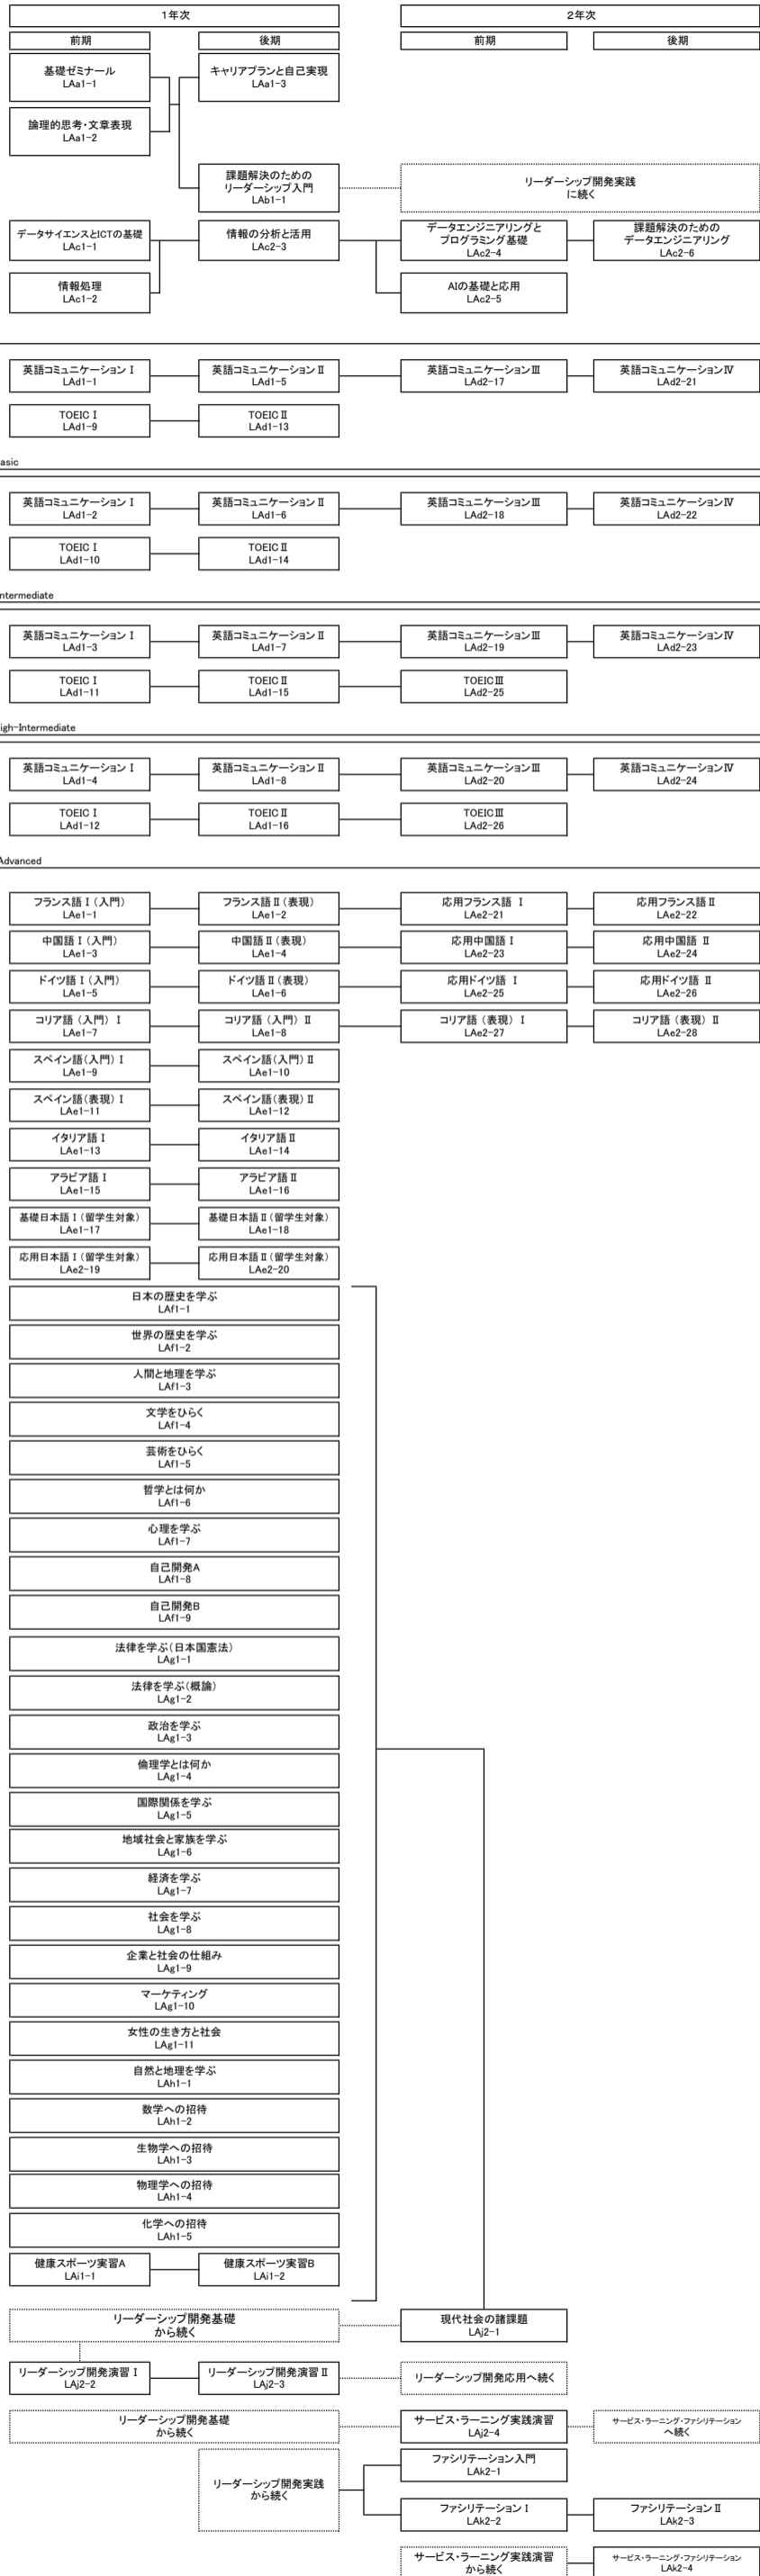 １年次
２年次
前期
後期
前期
後期
基礎ゼミナール
LAa1-1
キャリアプランと自己実現
LAa1-3
論理的思考・文章表現
LAa1-2
課題解決のための
リーダーシップ入門
LAb1-1
リーダーシップ開発実践
に続く
データサイエンスとICTの基礎
LAc1-1
情報の分析と活用
LAc2-3
データエンジニアリングと
プログラミング基礎
LAc2-4
課題解決のための
データエンジニアリング
LAc2-6
情報処理
LAc1-2
AIの基礎と応用
LAc2-5
英語コミュニケーションⅠ
LAd1-1
英語コミュニケーションⅡ
LAd1-5
英語コミュニケーションⅢ
LAd2-17
英語コミュニケーションⅣ
LAd2-21
TOEICⅠ
LAd1-9
TOEICⅡ
LAd1-13
asic
英語コミュニケーションⅠ
LAd1-2
英語コミュニケーションⅡ
LAd1-6
英語コミュニケーションⅢ
LAd2-18
英語コミュニケーションⅣ
LAd2-22
TOEICⅠ
LAd1-10
TOEICⅡ
LAd1-14
ntermediate
英語コミュニケーションⅠ
LAd1-3
英語コミュニケーションⅡ
LAd1-7
英語コミュニケーションⅢ
LAd2-19
英語コミュニケーションⅣ
LAd2-23
TOEICⅠ
LAd1-11
TOEICⅡ
LAd1-15
TOEICⅢ
LAd2-25
igh-Intermediate
英語コミュニケーションⅠ
LAd1-4
英語コミュニケーションⅡ
LAd1-8
英語コミュニケーションⅢ
LAd2-20
英語コミュニケーションⅣ
LAd2-24
TOEICⅠ
LAd1-12
TOEICⅡ
LAd1-16
TOEICⅢ
LAd2-26
Advanced
フランス語Ⅰ（入門）
LAe1-1
フランス語Ⅱ（表現）
LAe1-2
応用フランス語 Ⅰ
LAe2-21
応用フランス語Ⅱ
LAe2-22
中国語Ⅰ（入門）
LAe1-3
中国語Ⅱ（表現）
LAe1-4
応用中国語Ⅰ
LAe2-23
応用中国語 Ⅱ
LAe2-24
ドイツ語Ⅰ（入門）
LAe1-5
ドイツ語Ⅱ（表現）
LAe1-6
応用ドイツ語 Ⅰ
LAe2-25
応用ドイツ語 Ⅱ
LAe2-26
コリア語（入門）Ⅰ
LAe1-7
コリア語（入門）Ⅱ
LAe1-8
コリア語（表現）Ⅰ
LAe2-27
コリア語（表現）Ⅱ
LAe2-28
スペイン語(入門)Ⅰ
LAe1-9
スペイン語(入門)Ⅱ
LAe1-10
スペイン語(表現)Ⅰ
LAe1-11
スペイン語(表現)Ⅱ
LAe1-12
イタリア語Ⅰ
LAe1-13
イタリア語Ⅱ
LAe1-14
アラビア語Ⅰ
LAe1-15
アラビア語Ⅱ
LAe1-16
基礎日本語Ⅰ（留学生対象）
LAe1-17
基礎日本語Ⅱ（留学生対象）
LAe1-18
応用日本語Ⅰ（留学生対象）
LAe2-19
応用日本語Ⅱ（留学生対象）
LAe2-20
日本の歴史を学ぶ
LAf1-1
世界の歴史を学ぶ
LAf1-2
人間と地理を学ぶ
LAf1-3
文学をひらく
LAf1-4
芸術をひらく
LAf1-5
哲学とは何か
LAf1-6
心理を学ぶ
LAf1-7
自己開発A
LAf1-8
自己開発B
LAf1-9
法律を学ぶ（日本国憲法）
LAg1-1
法律を学ぶ（概論）
LAg1-2
政治を学ぶ
LAg1-3
倫理学とは何か
LAg1-4
国際関係を学ぶ
LAg1-5
地域社会と家族を学ぶ
LAg1-6
経済を学ぶ
LAg1-7
社会を学ぶ
LAg1-8
企業と社会の仕組み
LAg1-9
マーケティング
LAg1-10
女性の生き方と社会
LAg1-11
自然と地理を学ぶ
LAh1-1
数学への招待
LAh1-2
生物学への招待
LAh1-3
物理学への招待
LAh1-4
化学への招待
LAh1-5
健康スポーツ実習A
LAi1-1
健康スポーツ実習B
LAi1-2
リーダーシップ開発基礎
から続く
現代社会の諸課題
LAj2-1
リーダーシップ開発演習Ⅰ
LAj2-2
リーダーシップ開発演習Ⅱ
LAj2-3
リーダーシップ開発応用へ続く
リーダーシップ開発基礎
から続く
サービス・ラーニング実践演習
LAj2-4
サービス・ラーニング・ファシリテーション
へ続く
リーダーシップ開発実践
から続く
ファシリテーション入門
LAk2-1
ファシリテーションⅠ
LAk2-2
ファシリテーションⅡ
LAk2-3
サービス・ラーニング実践演習
から続く
サービス・ラーニング・ファシリテーション
LAk2-4